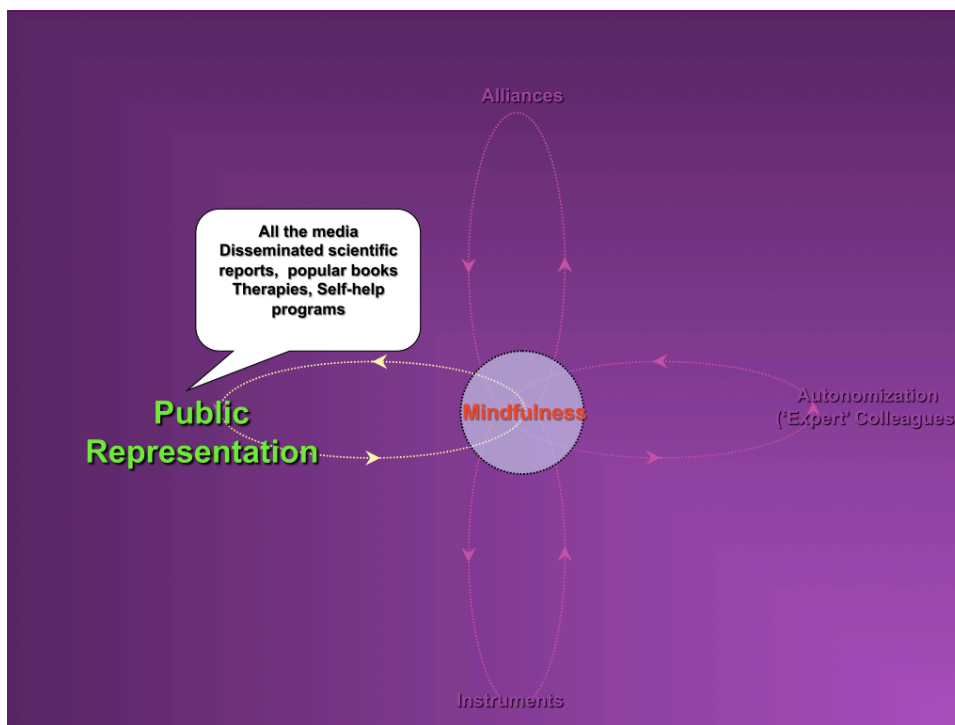 Alliances
All the media
Disseminated scientific
reports, popular books
Therapies, Self-help
programs
Public
Representation
Mindfulness
Autonomization
('Expert' Colleagues
Instruments